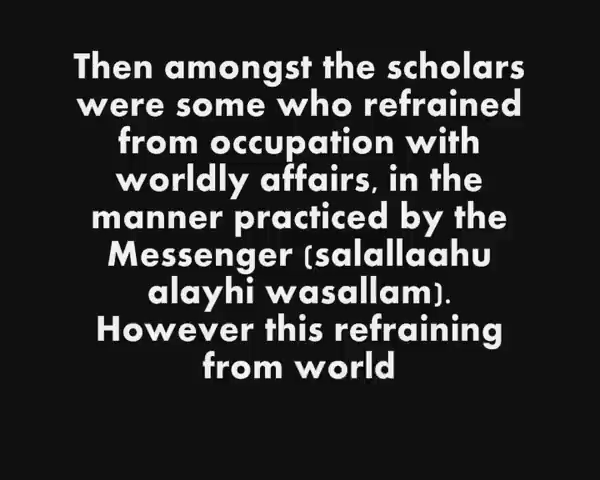 Then amongst the scholars
were some who refrained
from occupation with
worldly affairs, in the
manner practiced by the
Messenger (salallaahu
alayhi wasallam).
However this refraining
from world